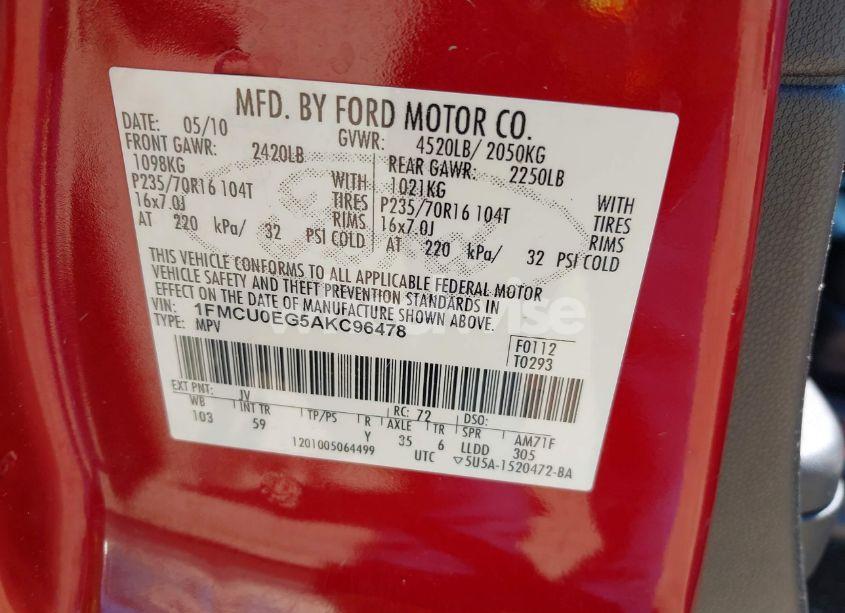 MFD. BY FORD MOTOR CO.
DATE: 05/10 GVWR: 4520LB/ 2050KG
FRONT GAWR: 2420LB REAR GAWR: 2250LB
1098KG WITH 1021KG WITH
P235/70R16 104T TIRES P235/70R16 104T TIRES
16x7.0J RIMS 16x7.0J RIMS
AT 220 kPa/ 32 PSI COLD AT 220 kPa/ 32 PSI COLD
THIS VEHICLE CONFORMS TO ALL APPLICABLE FEDERAL MOTOR
VEHICLE SAFETY AND THEFT PREVENTION STANDARDS IN
EFFECT ON THE DATE OF MANUFACTURE SHOWN ABOVE.
VIN: 1FMCU0EG5AKC96478
TYPE: MPV
F0112
T0293
EXT PNT: JV RC: 72 DSO:
WB INT TR TP/PS R AXLE TR SPR AM71F
103 59 Y 35 6 LLDD 305
1201005064499 UTC ▽5U5A-1520472-BA